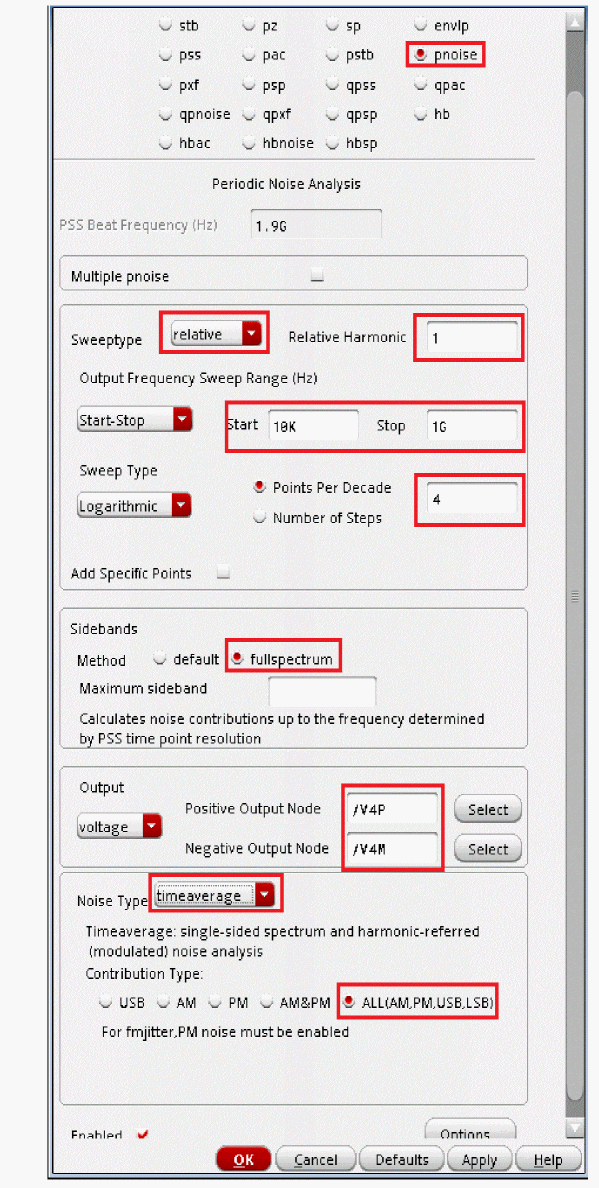 stb pz sp envlp
pss pac pstb pnoise
pxf psp qpss qpac
qpnoise qpxf qpsp hb
hbac hbnoise hbsp
Periodic Noise Analysis
PSS Beat Frequency (Hz) 1.9G
Multiple pnoise
Sweeptype relative Relative Harmonic 1
Output Frequency Sweep Range (Hz)
Start-Stop Start 10K Stop 1G
Sweep Type
Logarithmic Points Per Decade 4
Number of Steps
Add Specific Points
Sidebands
Method default fullspectrum
Maximum sideband
Calculates noise contributions up to the frequency determined
by PSS time point resolution
Output
voltage Positive Output Node /V4P Select
Negative Output Node /V4M Select
Noise Type timeaverage
Timeaverage: single-sided spectrum and harmonic-referred
(modulated) noise analysis
Contribution Type:
USB AM PM AM&PM ALL(AM,PM,USB,LSB)
For fmjitter,PM noise must be enabled
Enabled Options...
OK Cancel Defaults Apply Help